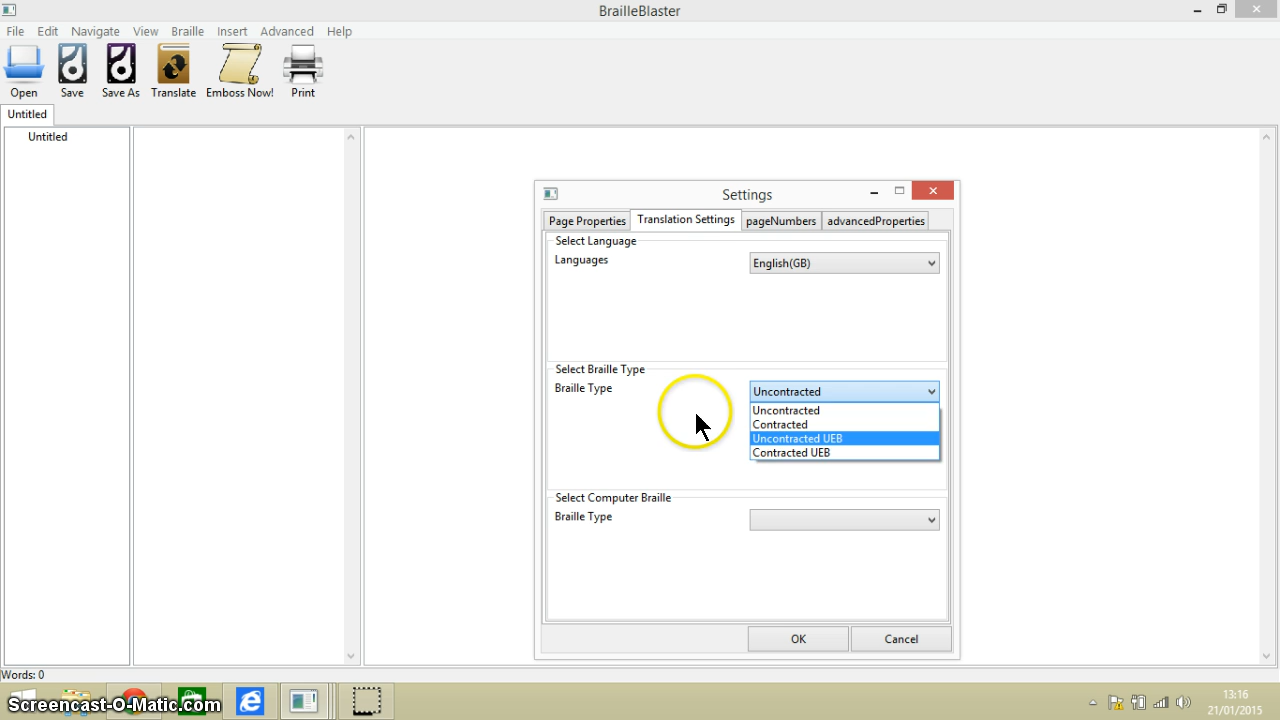 BrailleBlaster
File Edit Navigate View Braille Insert Advanced Help
Open Save Save As Translate Emboss Now! Print
Untitled
Untitled
Settings
Page Properties Translation Settings pageNumbers advancedProperties
Select Language
Languages English(GB)
Select Braille Type
Braille Type Uncontracted
Uncontracted
Contracted
Uncontracted UEB
Contracted UEB
Select Computer Braille
Braille Type
OK Cancel
Words: 0
Screencast-O-Matic.com
13:16
21/01/2015